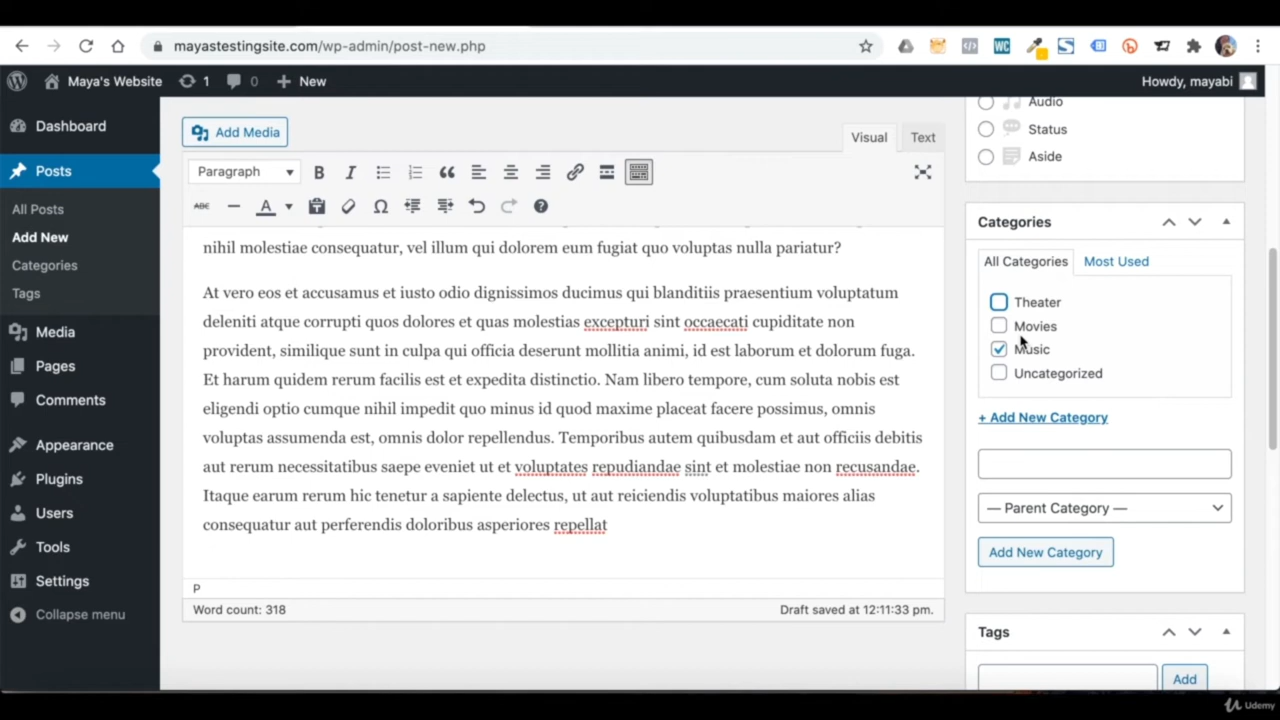 mayastestingsite.com/wp-admin/post-new.php
Maya's Website 1 0 New Howdy, mayabi
Dashboard
Posts
All Posts
Add New
Categories
Tags
Media
Pages
Comments
Appearance
Plugins
Users
Tools
Settings
Collapse menu
Add Media
Visual Text
Paragraph
nihil molestiae consequatur, vel illum qui dolorem eum fugiat quo voluptas nulla pariatur?
At vero eos et accusamus et iusto odio dignissimos ducimus qui blanditiis praesentium voluptatum
deleniti atque corrupti quos dolores et quas molestias excepturi sint occaecati cupiditate non
provident, similique sunt in culpa qui officia deserunt mollitia animi, id est laborum et dolorum fuga.
Et harum quidem rerum facilis est et expedita distinctio. Nam libero tempore, cum soluta nobis est
eligendi optio cumque nihil impedit quo minus id quod maxime placeat facere possimus, omnis
voluptas assumenda est, omnis dolor repellendus. Temporibus autem quibusdam et aut officiis debitis
aut rerum necessitatibus saepe eveniet ut et voluptates repudiandae sint et molestiae non recusandae.
Itaque earum rerum hic tenetur a sapiente delectus, ut aut reiciendis voluptatibus maiores alias
consequatur aut perferendis doloribus asperiores repellat
P
Word count: 318 Draft saved at 12:11:33 pm.
Audio
Status
Aside
Categories
All Categories Most Used
Theater
Movies
Music
Uncategorized
+ Add New Category
— Parent Category —
Add New Category
Tags
Add
Udemy